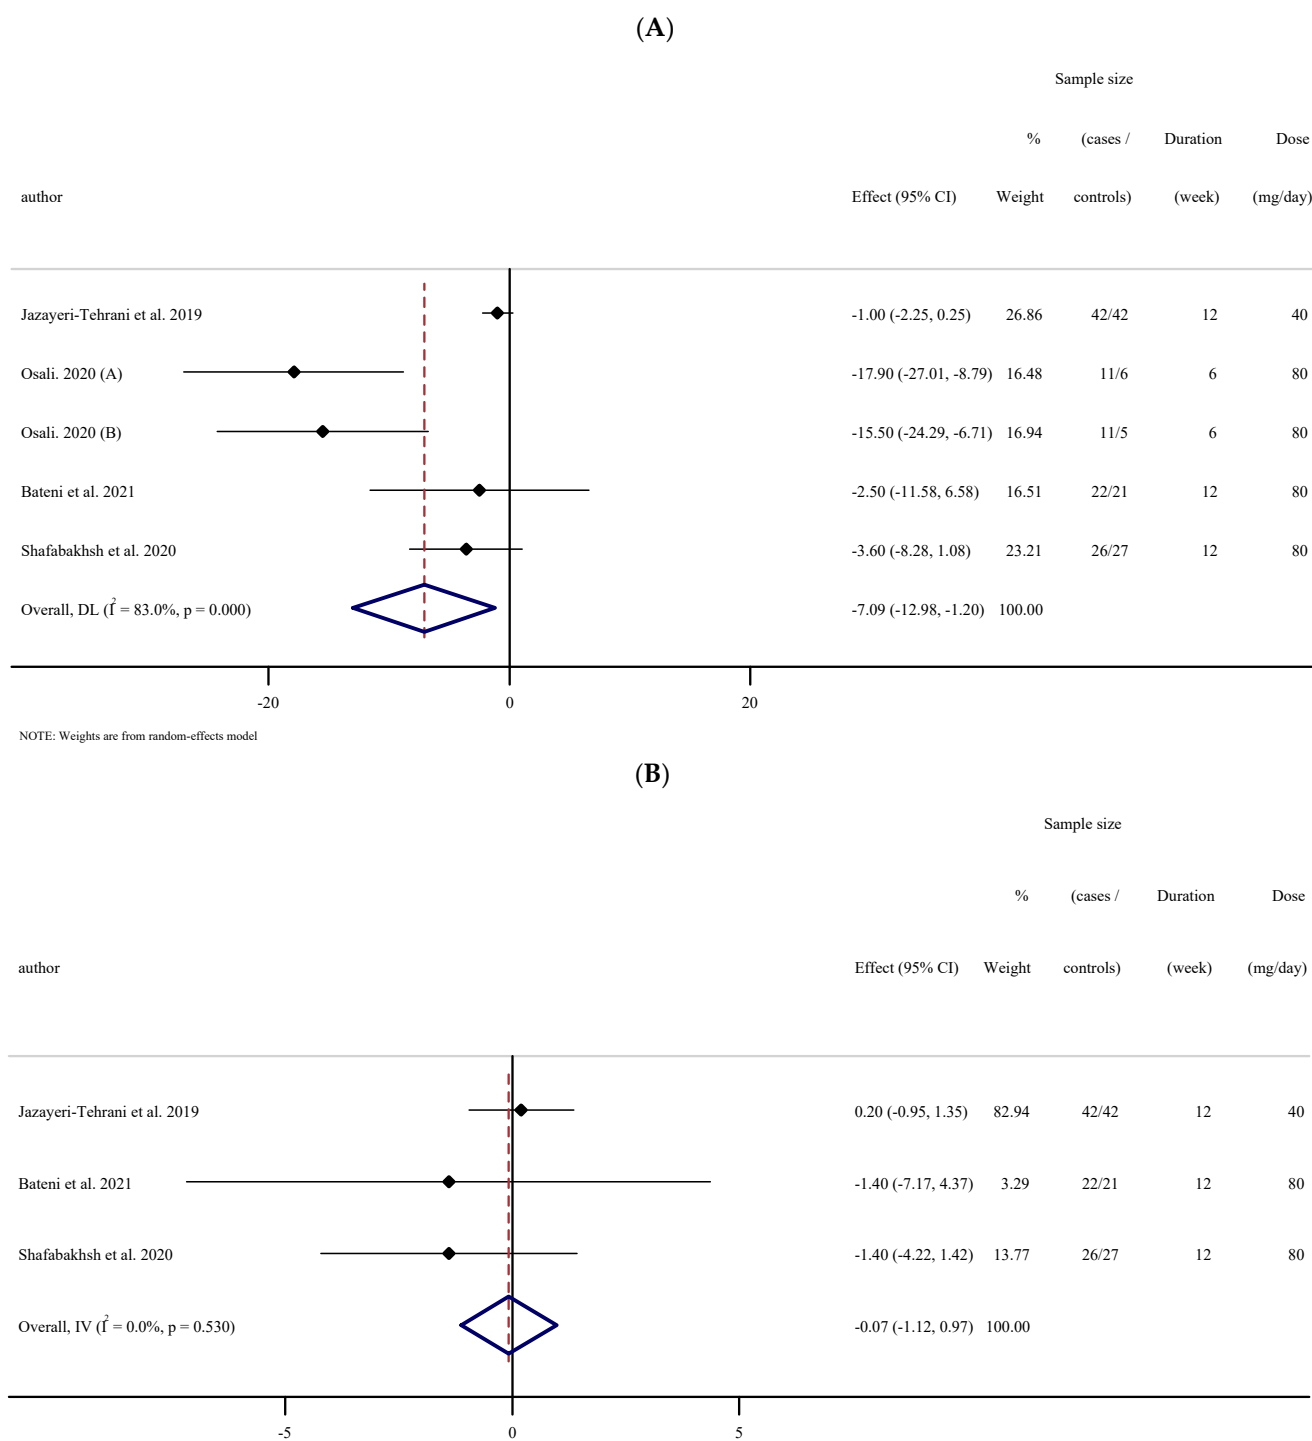 (A)
Sample size
% (cases / Duration Dose
author Effect (95% CI) Weight controls) (week) (mg/day)
Jazayeri-Tehrani et al. 2019 -1.00 (-2.25, 0.25) 26.86 42/42 12 40
Osali. 2020 (A) -17.90 (-27.01, -8.79) 16.48 11/6 6 80
Osali. 2020 (B) -15.50 (-24.29, -6.71) 16.94 11/5 6 80
Bateni et al. 2021 -2.50 (-11.58, 6.58) 16.51 22/21 12 80
Shafabakhsh et al. 2020 -3.60 (-8.28, 1.08) 23.21 26/27 12 80
Overall, DL (I² = 83.0%, p = 0.000) -7.09 (-12.98, -1.20) 100.00
-20 0 20
NOTE: Weights are from random-effects model
(B)
Sample size
% (cases / Duration Dose
author Effect (95% CI) Weight controls) (week) (mg/day)
Jazayeri-Tehrani et al. 2019 0.20 (-0.95, 1.35) 82.94 42/42 12 40
Bateni et al. 2021 -1.40 (-7.17, 4.37) 3.29 22/21 12 80
Shafabakhsh et al. 2020 -1.40 (-4.22, 1.42) 13.77 26/27 12 80
Overall, IV (I² = 0.0%, p = 0.530) -0.07 (-1.12, 0.97) 100.00
-5 0 5